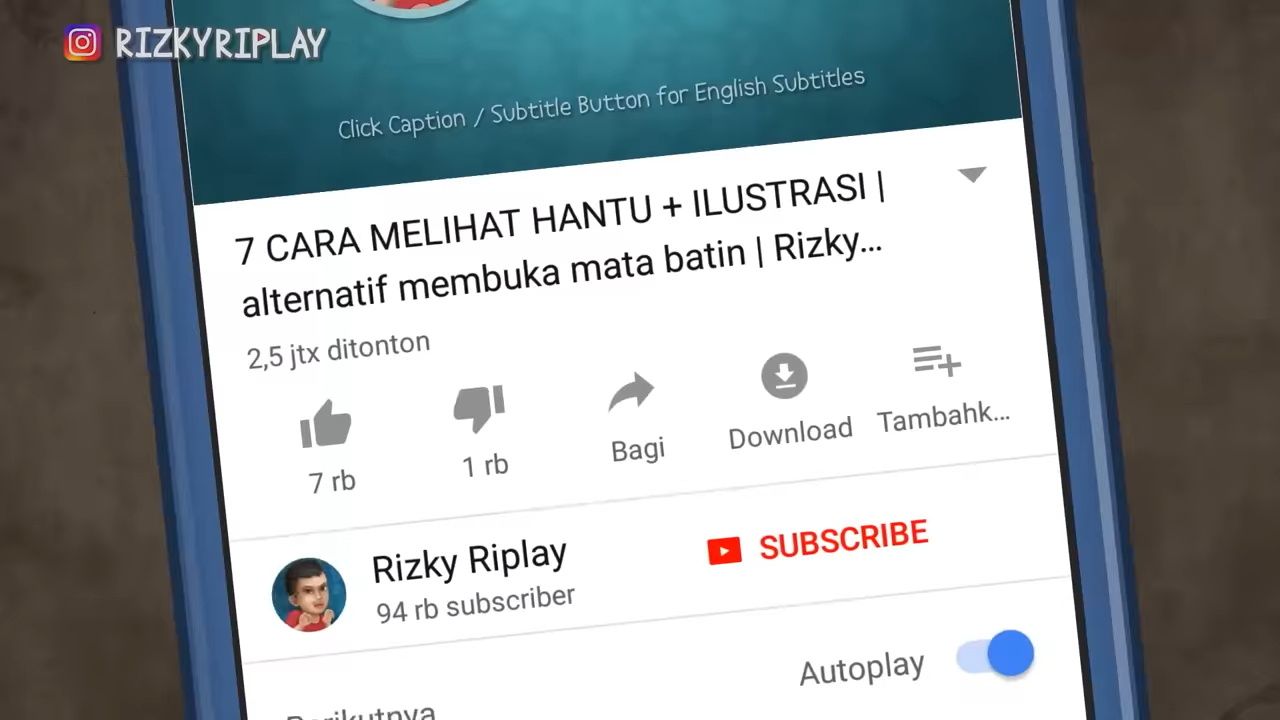 RIZKYRIPLAY
Click Caption / Subtitle Button for English Subtitles
7 CARA MELIHAT HANTU + ILUSTRASI |
alternatif membuka mata batin | Rizky...
2,5 jtx ditonton
7 rb
1 rb
Bagi
Download
Tambahk...
Rizky Riplay
SUBSCRIBE
94 rb subscriber
Autoplay
Berikutnya